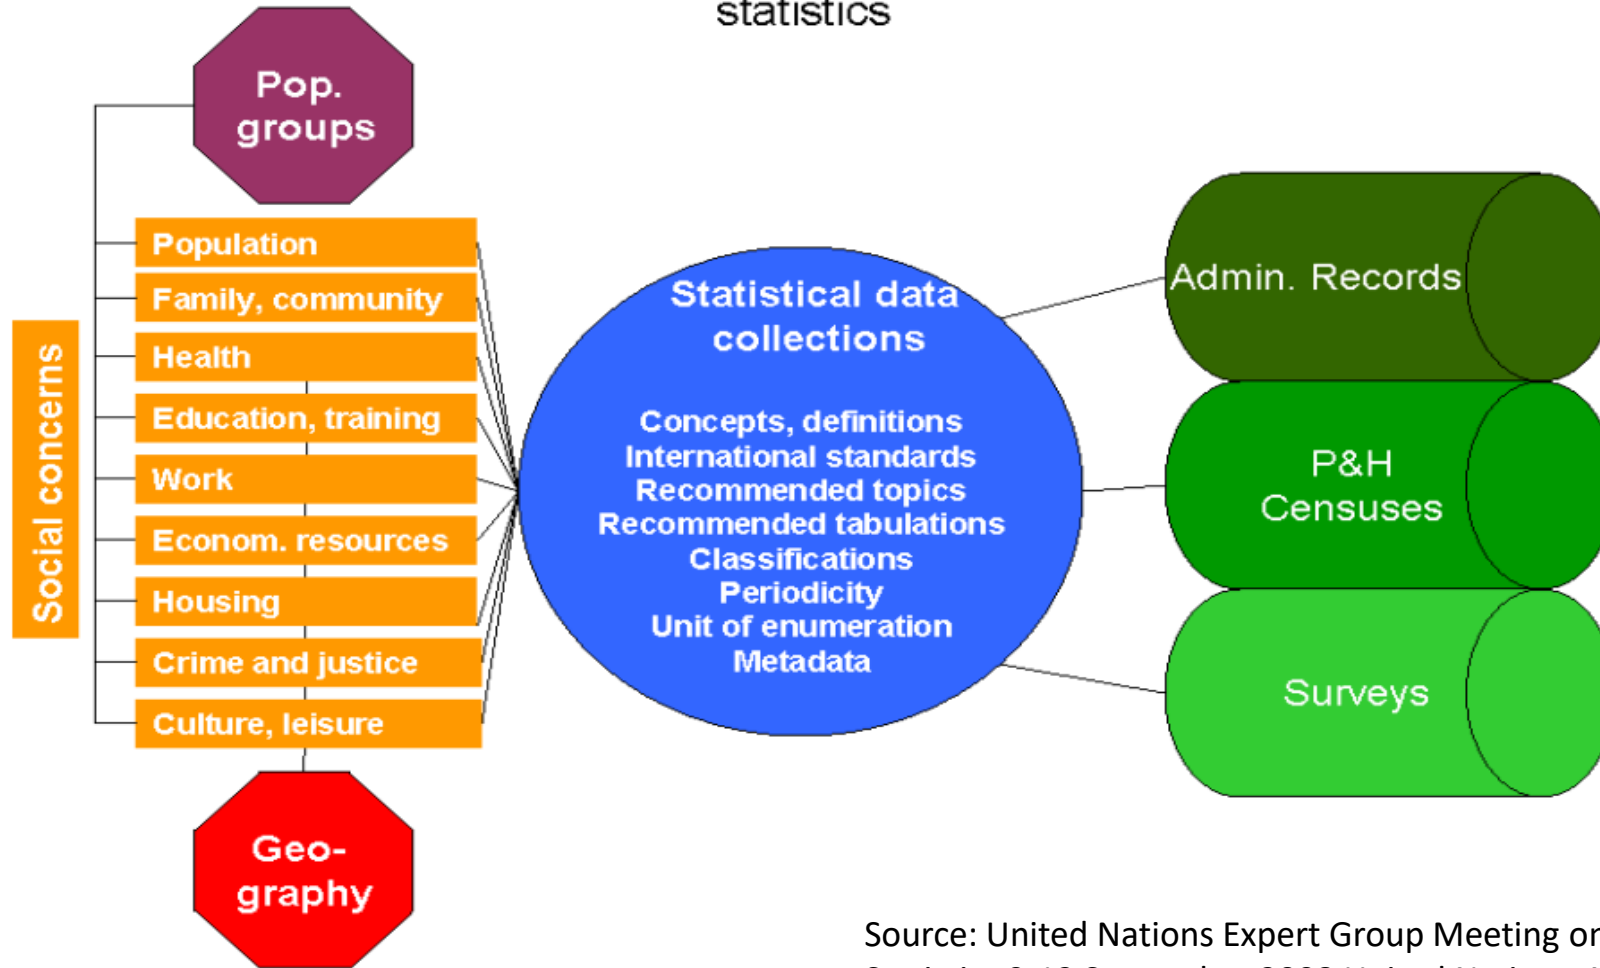 statistics
Pop.
groups
Social concerns
Population
Family, community
Health
Education, training
Work
Econom. resources
Housing
Crime and justice
Culture, leisure
Geo-
graphy
Statistical data
collections
Concepts, definitions
International standards
Recommended topics
Recommended tabulations
Classifications
Periodicity
Unit of enumeration
Metadata
Admin. Records
P&H
Censuses
Surveys
Source: United Nations Expert Group Meeting on